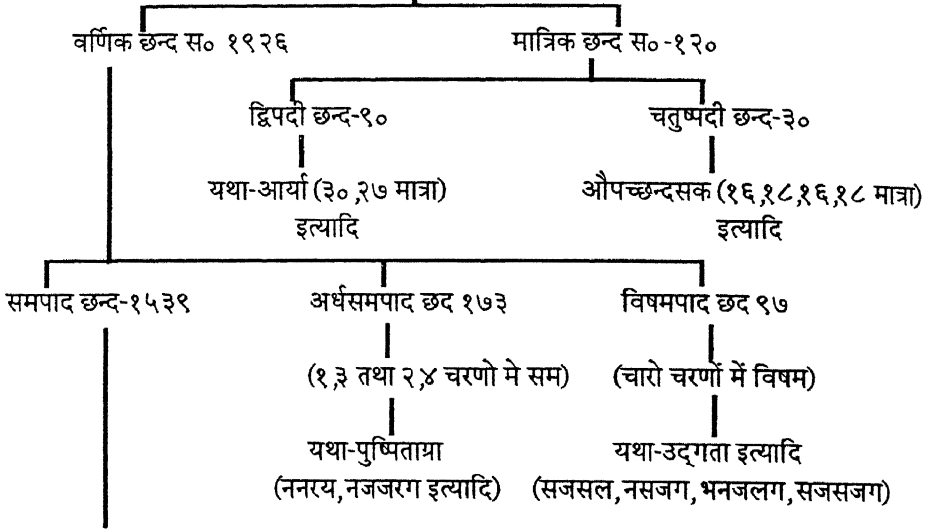 वर्णिक छन्द स० १९२६
मात्रिक छन्द स०-१२०
द्विपदी छन्द-९०
चतुष्पदी छन्द-३०
यथा-आर्या (३०,२७ मात्रा)
इत्यादि
औपच्छन्दसक (१६,१८,१६,१८ मात्रा)
इत्यादि
समपाद छन्द-१५३९
अर्धसमपाद छद १७३
विषमपाद छद ९७
(१,३ तथा २,४ चरणो मे सम)
(चारो चरणों में विषम)
यथा-पुष्पिताग्रा
(ननरय,नजजरग इत्यादि)
यथा-उद्गता इत्यादि
(सजसल,नसजग,भनजलग,सजसजग)